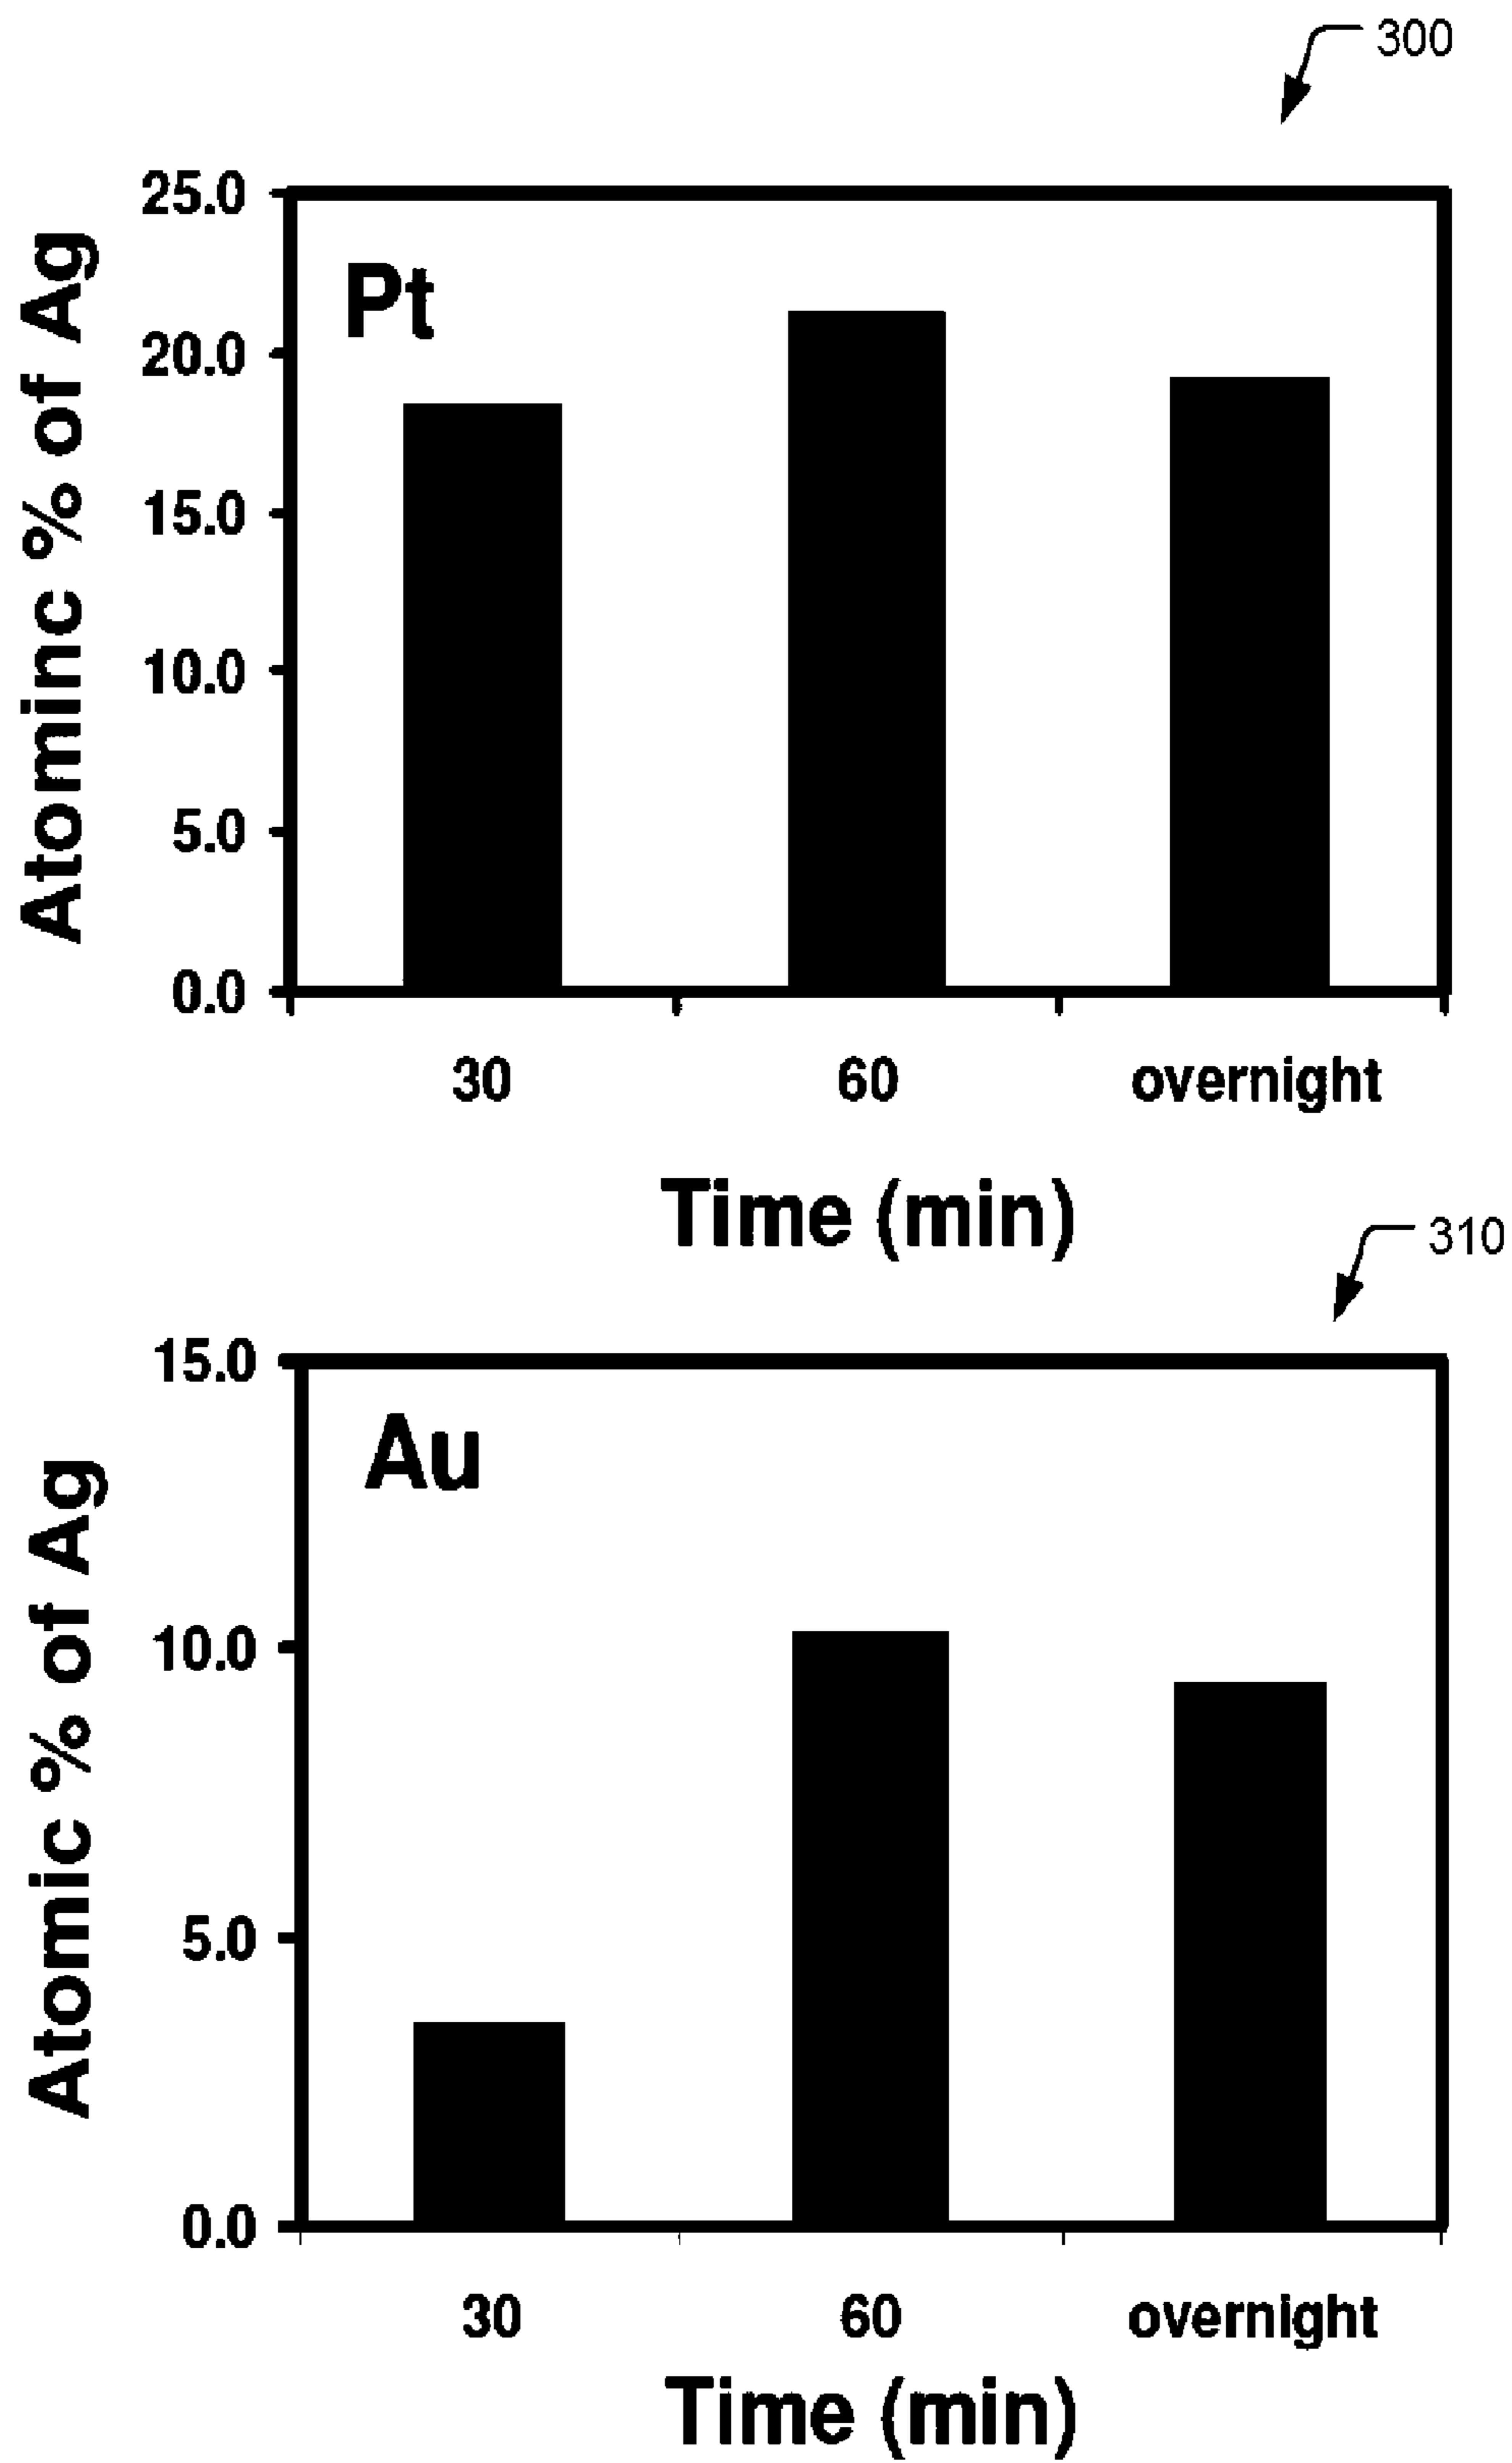 300
Atominc % of Ag
25.0
Pt
20.0
15.0
10.0
5.0
0.0
30 60 overnight
Time (min)
310
Atomic % of Ag
15.0
Au
10.0
5.0
0.0
30 60 overnight
Time (min)